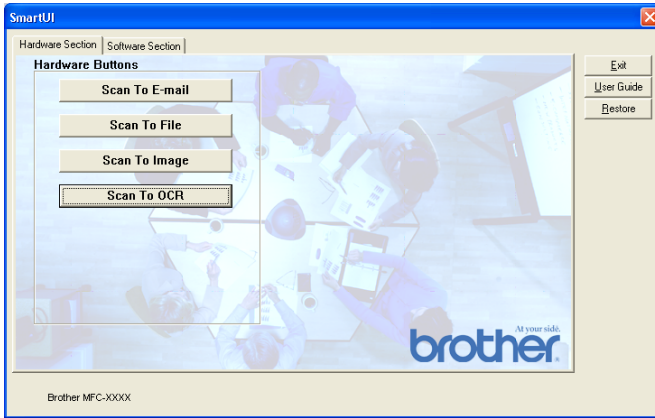 SmartUI
Hardware Section Software Section
Hardware Buttons
Exit
Scan To E-mail
User Guide
Restore
Scan To File
Scan To Image
Scan To OCR
At your side.
brother.
Brother MFC-XXXX